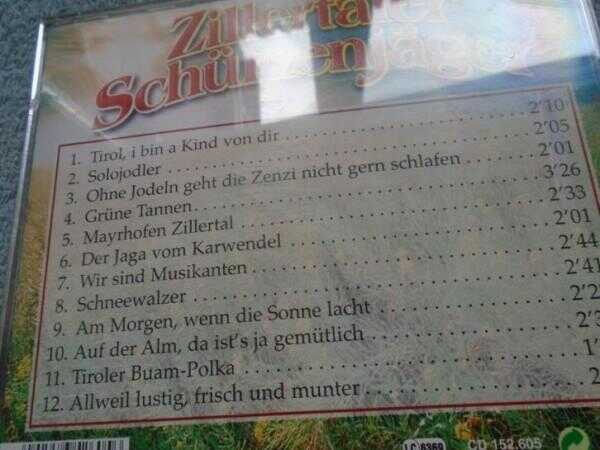 Zillertaler
Schürzenjäger
1. Tirol, i bin a Kind von dir 2'10
2. Solojodler 2'05
3. Ohne Jodeln geht die Zenzi nicht gern schlafen 2'01
4. Grüne Tannen 3'26
5. Mayrhofen Zillertal 2'33
6. Der Jaga vom Karwendel 2'01
7. Wir sind Musikanten 2'44
8. Schneewalzer 2'41
9. Am Morgen, wenn die Sonne lacht
10. Auf der Alm, da ist's ja gemütlich
11. Tiroler Buam-Polka
12. Allweil lustig, frisch und munter
LC 6369 CD 152.605